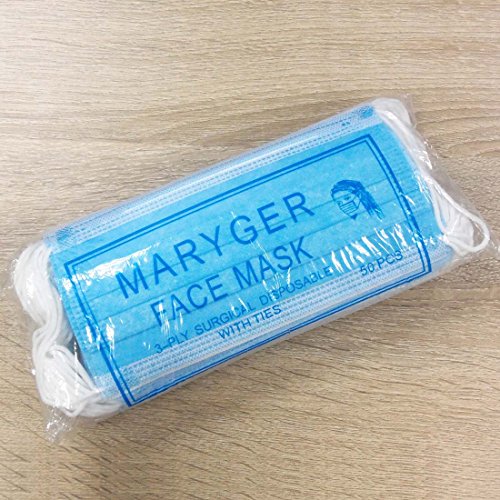 MARYGER
FACE MASK
3-PLY SURGICAL DISPOSABLE
50 PCS
WITH TIES